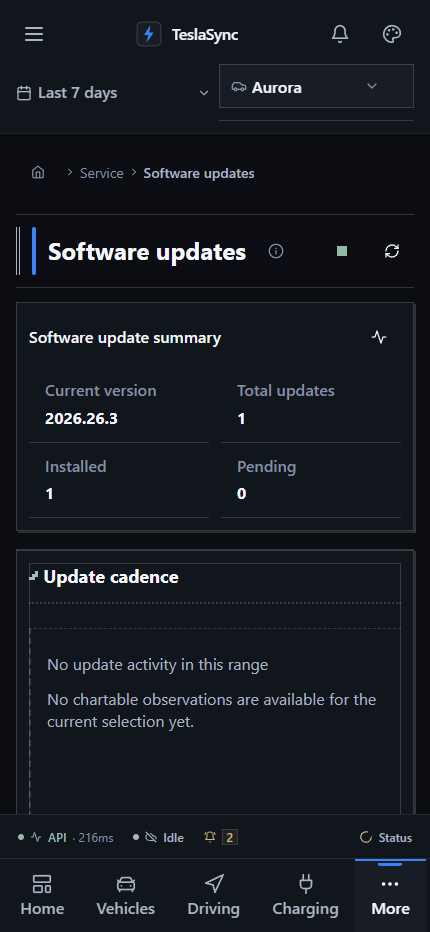 TeslaSync
Last 7 days
Aurora
Service
Software updates
Software updates
Software update summary
Current version
Total updates
2026.26.3
1
Installed
Pending
1
0
Update cadence
No update activity in this range
No chartable observations are available for the
current selection yet.
API · 216ms
Idle
2
Status
Home
Vehicles
Driving
Charging
More